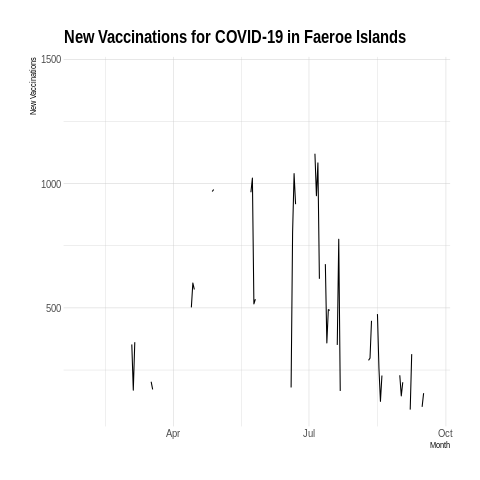 New Vaccinations for COVID-19 in Faeroe Islands
New Vaccinations
1500
1000
500
Apr
Jul
Oct
Month